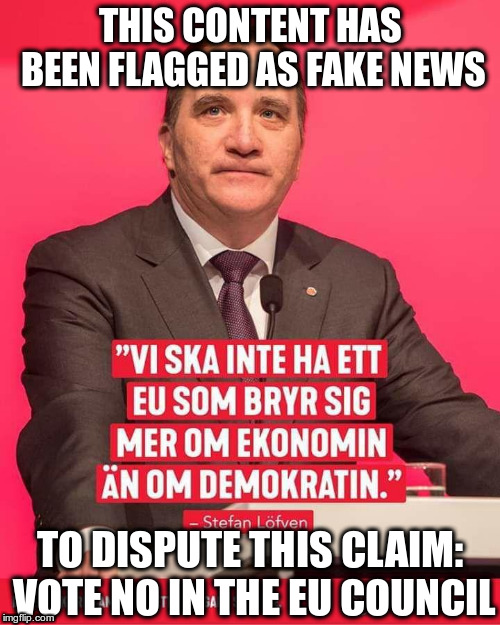 THIS CONTENT HAS
BEEN FLAGGED AS FAKE NEWS
”VI SKA INTE HA ETT
EU SOM BRYR SIG
MER OM EKONOMIN
ÄN OM DEMOKRATIN.”
– Stefan Löfven
TO DISPUTE THIS CLAIM:
VOTE NO IN THE EU COUNCIL
imgflip.com